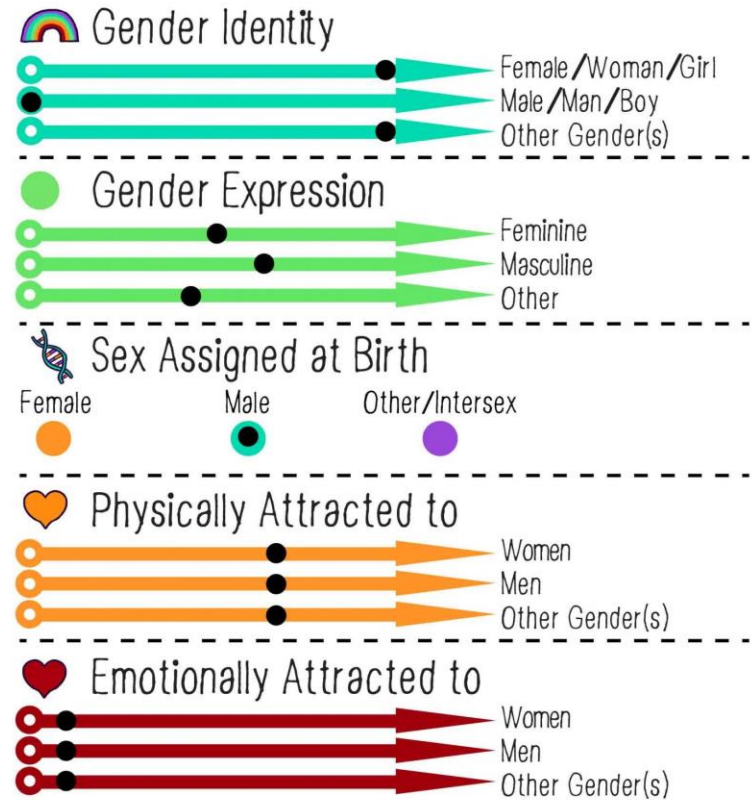 Gender Identity
Female/Woman/Girl
Male/Man/Boy
Other Gender(s)
Gender Expression
Feminine
Masculine
Other
Sex Assigned at Birth
Female Male Other/Intersex
Physically Attracted to
Women
Men
Other Gender(s)
Emotionally Attracted to
Women
Men
Other Gender(s)